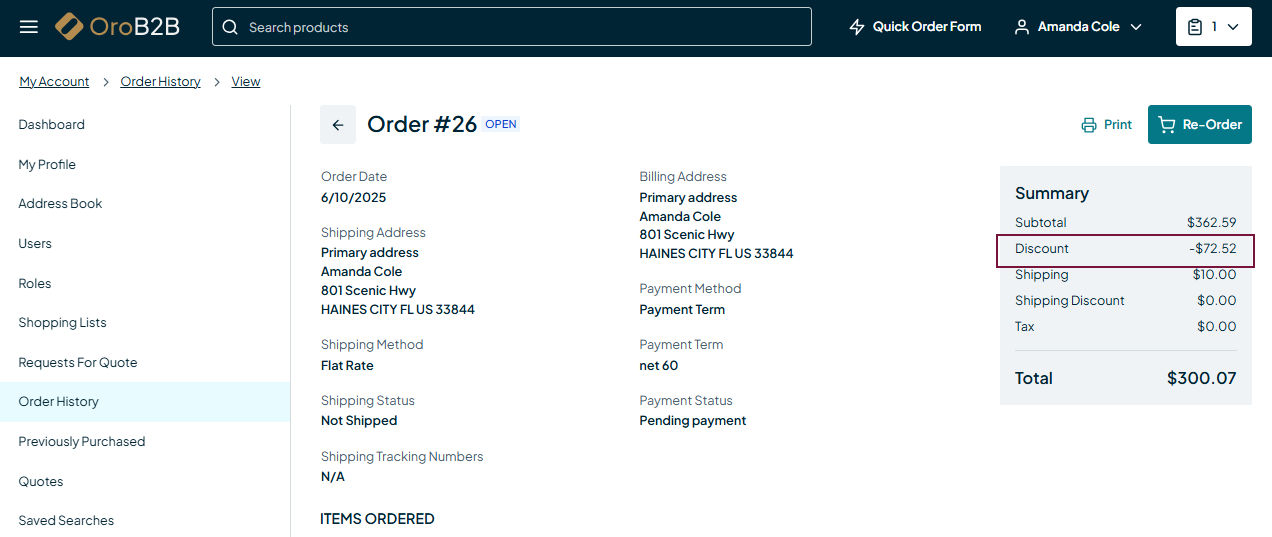 OroB2B
Search products
Quick Order Form
Amanda Cole
1
My Account > Order History > View
Dashboard
My Profile
Address Book
Users
Roles
Shopping Lists
Requests For Quote
Order History
Previously Purchased
Quotes
Saved Searches
Order #26 OPEN
Print
Re-Order
Order Date
6/10/2025
Shipping Address
Primary address
Amanda Cole
801 Scenic Hwy
HAINES CITY FL US 33844
Shipping Method
Flat Rate
Shipping Status
Not Shipped
Shipping Tracking Numbers
N/A
Billing Address
Primary address
Amanda Cole
801 Scenic Hwy
HAINES CITY FL US 33844
Payment Method
Payment Term
Payment Term
net 60
Payment Status
Pending payment
Summary
Subtotal $362.59
Discount -$72.52
Shipping $10.00
Shipping Discount $0.00
Tax $0.00
Total $300.07
ITEMS ORDERED